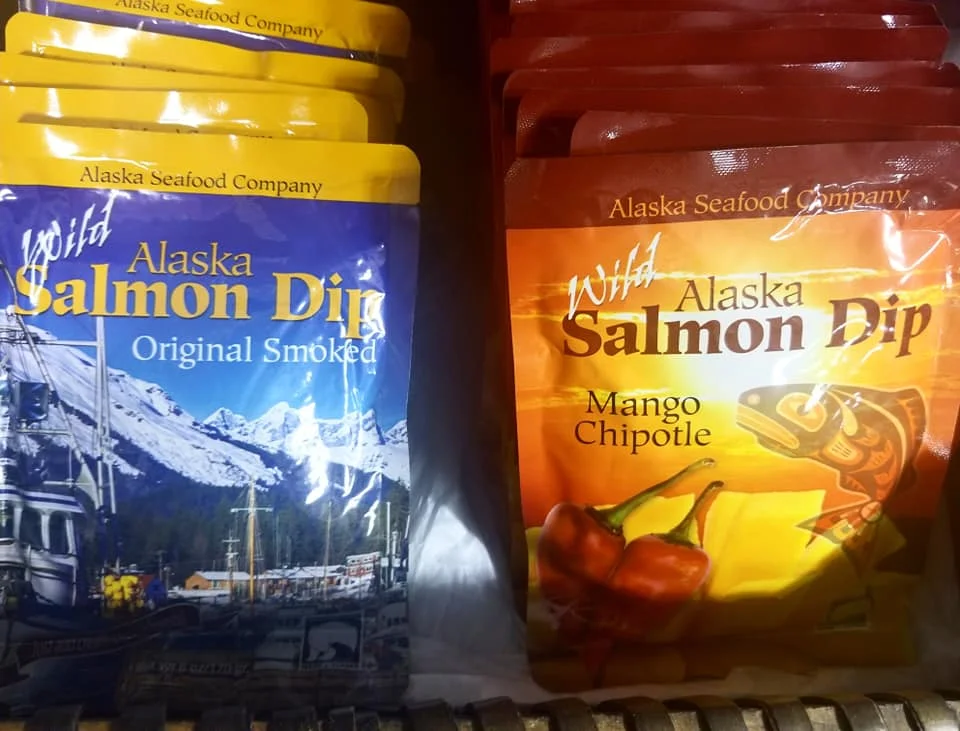 Alaska Seafood Company
Alaska Seafood Company
Wild
Alaska
Salmon Dip
Original Smoked
Alaska Seafood Company
Wild
Alaska
Salmon Dip
Mango
Chipotle